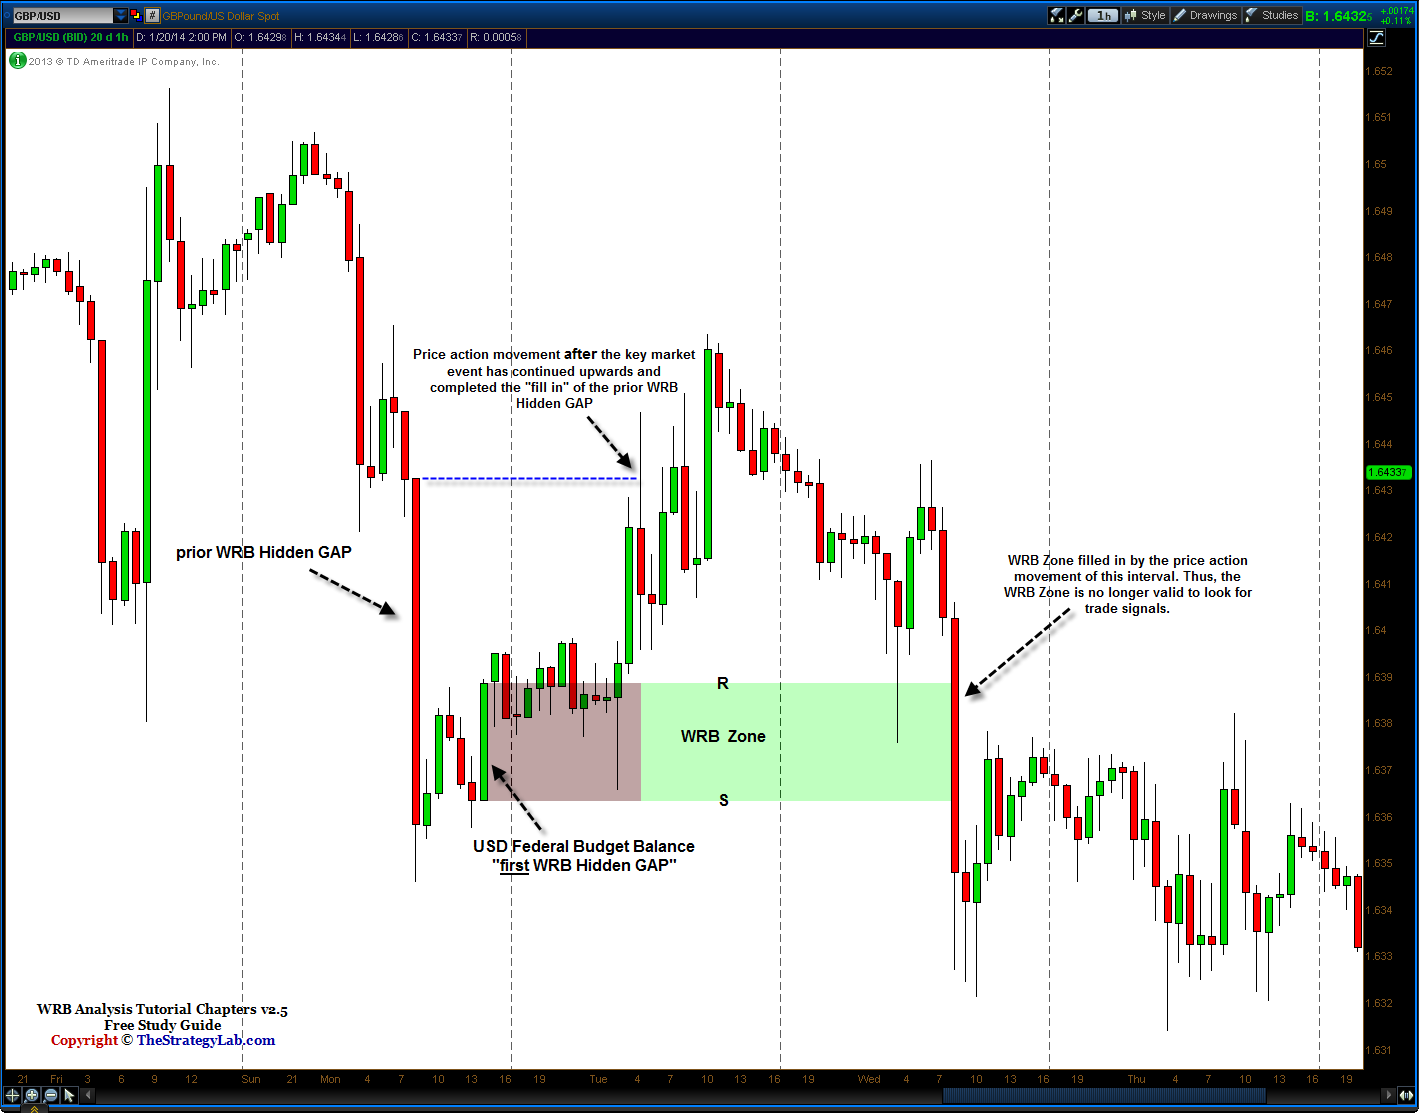 GBP/USD # GBPound/US Dollar Spot 1h Style Drawings Studies B: 1.64325 +.00174 +0.11%
GBP/USD (BID) 20 d 1h D: 1/20/14 2:00 PM O: 1.64298 H: 1.64344 L: 1.64286 C: 1.64337 R: 0.00058
2013 © TD Ameritrade IP Company, Inc.
1.652
1.651
1.65
1.649
1.648
1.647
1.646
1.645
1.644
1.64337
1.643
1.642
1.641
1.64
1.639
1.638
1.637
1.636
1.635
1.634
1.633
1.632
1.631
Price action movement after the key market
event has continued upwards and
completed the "fill in" of the prior WRB
Hidden GAP
prior WRB Hidden GAP
WRB Zone filled in by the price action
movement of this interval. Thus, the
WRB Zone is no longer valid to look for
trade signals.
R
WRB Zone
S
USD Federal Budget Balance
"first WRB Hidden GAP"
WRB Analysis Tutorial Chapters v2.5
Free Study Guide
Copyright © TheStrategyLab.com
21 Fri 3 6 9 12 Sun 21 Mon 4 7 10 13 16 19 Tue 4 7 10 13 16 19 Wed 4 7 10 13 16 19 Thu 4 7 10 13 16 19